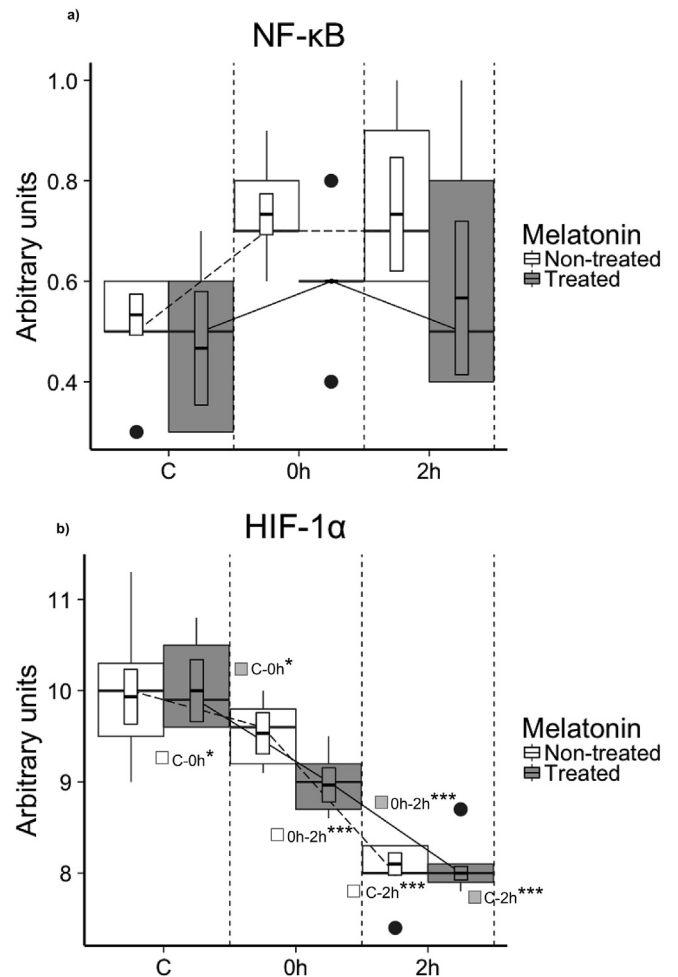 a)
NF-κB
1.0
0.8
0.6
0.4
Arbitrary units
C 0h 2h
Melatonin
Non-treated
Treated
b)
HIF-1α
11
10
9
8
Arbitrary units
C-0h*
C-0h*
0h-2h***
0h-2h***
C-2h***
C-2h***
C 0h 2h
Melatonin
Non-treated
Treated